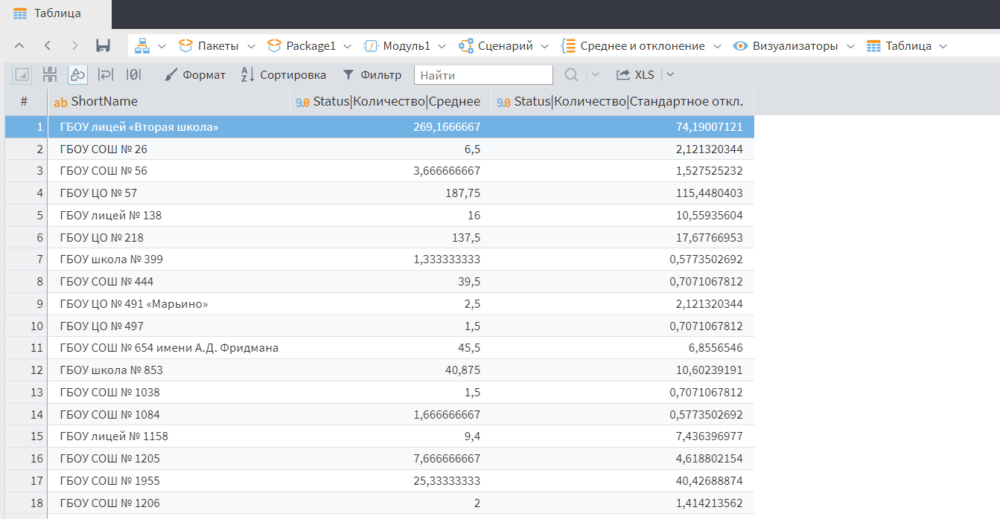 Таблица
Пакеты Package1 Модуль1 Сценарий Среднее и отклонение Визуализаторы Таблица
Формат Сортировка Фильтр Найти XLS
# ab ShortName 9.0 Status|Количество|Среднее 9.0 Status|Количество|Стандартное откл.
1 ГБОУ лицей «Вторая школа» 269,1666667 74,19007121
2 ГБОУ СОШ № 26 6,5 2,121320344
3 ГБОУ СОШ № 56 3,666666667 1,527525232
4 ГБОУ ЦО № 57 187,75 115,4480403
5 ГБОУ лицей № 138 16 10,55935604
6 ГБОУ ЦО № 218 137,5 17,67766953
7 ГБОУ школа № 399 1,333333333 0,5773502692
8 ГБОУ СОШ № 444 39,5 0,7071067812
9 ГБОУ ЦО № 491 «Марьино» 2,5 2,121320344
10 ГБОУ ЦО № 497 1,5 0,7071067812
11 ГБОУ СОШ № 654 имени А.Д. Фридмана 45,5 6,8556546
12 ГБОУ школа № 853 40,875 10,60239191
13 ГБОУ СОШ № 1038 1,5 0,7071067812
14 ГБОУ СОШ № 1084 1,666666667 0,5773502692
15 ГБОУ лицей № 1158 9,4 7,436396977
16 ГБОУ СОШ № 1205 7,666666667 4,618802154
17 ГБОУ СОШ № 1955 25,33333333 40,42688874
18 ГБОУ СОШ № 1206 2 1,414213562